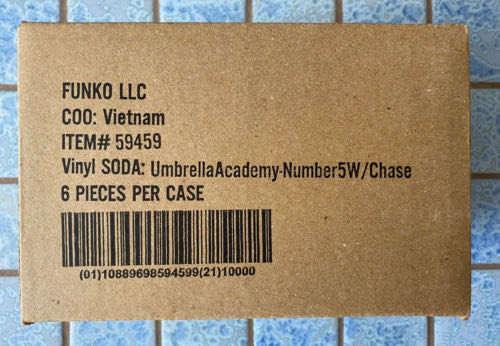 FUNKO LLC
COO: Vietnam
ITEM# 59459
Vinyl SODA: UmbrellaAcademy-Number5W/Chase
6 PIECES PER CASE
(01)10889698594599(21)10000